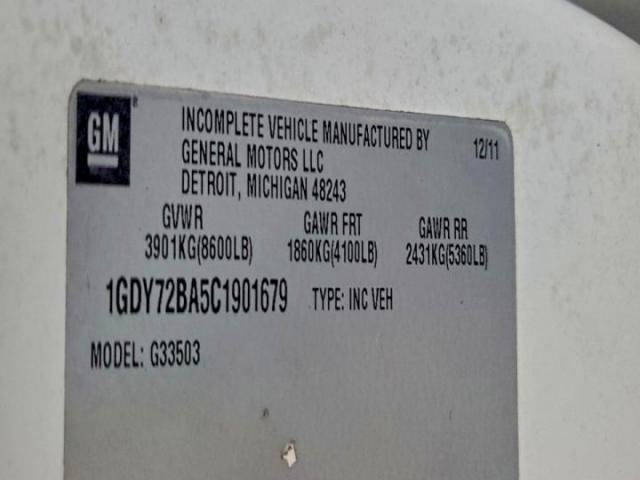 GM®
INCOMPLETE VEHICLE MANUFACTURED BY 12/11
GENERAL MOTORS LLC
DETROIT, MICHIGAN 48243
GVWR GAWR FRT GAWR RR
3901KG(8600LB) 1860KG(4100LB) 2431KG(5360LB)
1GDY72BA5C1901679 TYPE: INC VEH
MODEL: G33503